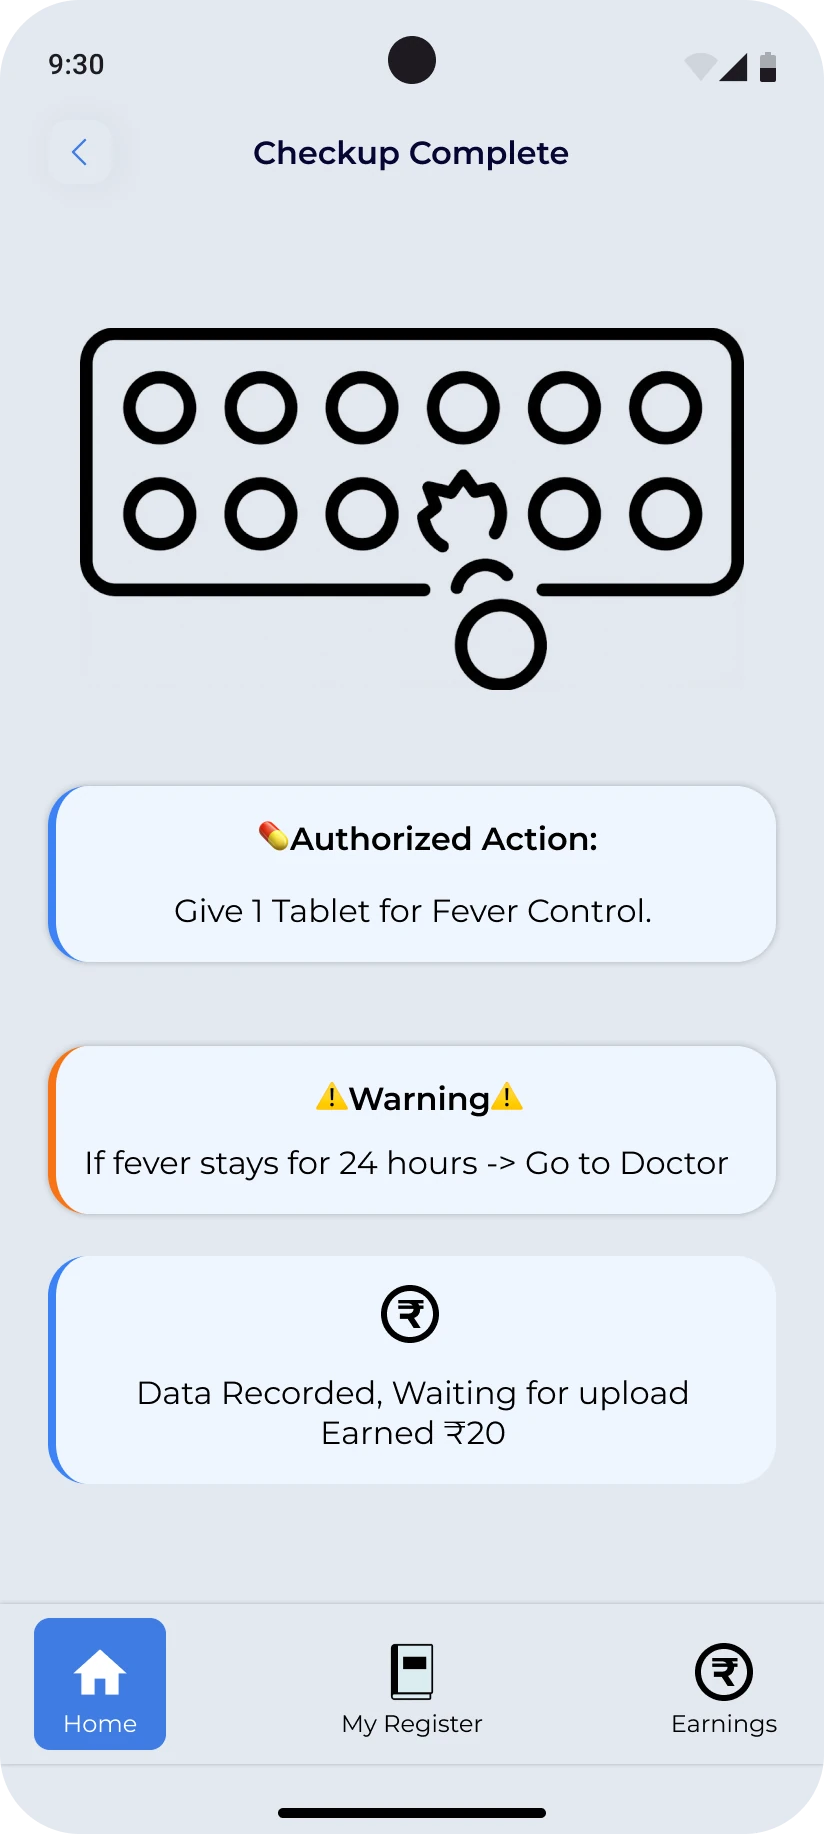 9:30
Checkup Complete
💊Authorized Action:
Give 1 Tablet for Fever Control.
⚠️Warning⚠️
If fever stays for 24 hours -> Go to Doctor
₹
Data Recorded, Waiting for upload
Earned ₹20
₹
Home
My Register
Earnings